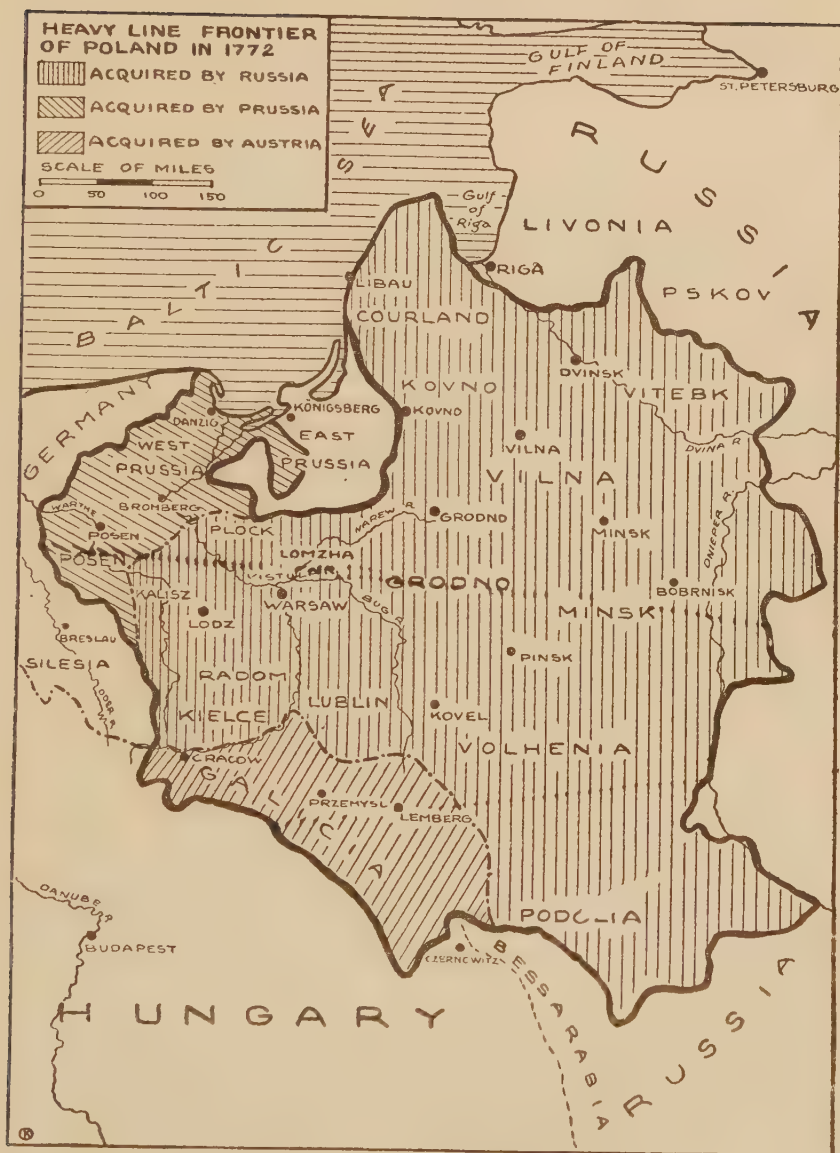 HEAVY LINE FRONTIER
OF POLAND IN 1772
ACQUIRED BY RUSSIA
ACQUIRED BY PRUSSIA
ACQUIRED BY AUSTRIA
SCALE OF MILES
0 50 100 150
GULF OF
FINLAND
ST. PETERSBURG
RUSSIA
BALTIC SEA
Gulf
of
Riga
LIVONIA
RIGA
PSKOV
LIBAU
COURLAND
DVINSK
KOVNO
VITEBK
GERMANY
DANZIG
KÖNIGSBERG
KOVNO
WEST
PRUSSIA
EAST
PRUSSIA
VILNA
DVINA R
VILNA
BROMBERG
WARTHE
POSEN
PLOCK
NAREW R.
GRODNO
MINSK
DNIEPER R
LOMZHA
POSEN
VISTULA R
GRODNO
KALISZ
WARSAW
BUG R
BOBRNISK
LODZ
MINSK
BRESLAU
SILESIA
PINSK
RADOM
ODER R
LUBLIN
KIELCE
KOVEL
VOLHENIA
CRACOW
GALICIA
PRZEMYSL
LEMBERG
DANUBE R
PODOLIA
BUDAPEST
CZERNEWITZ
BESSARABIA
HUNGARY
RUSSIA